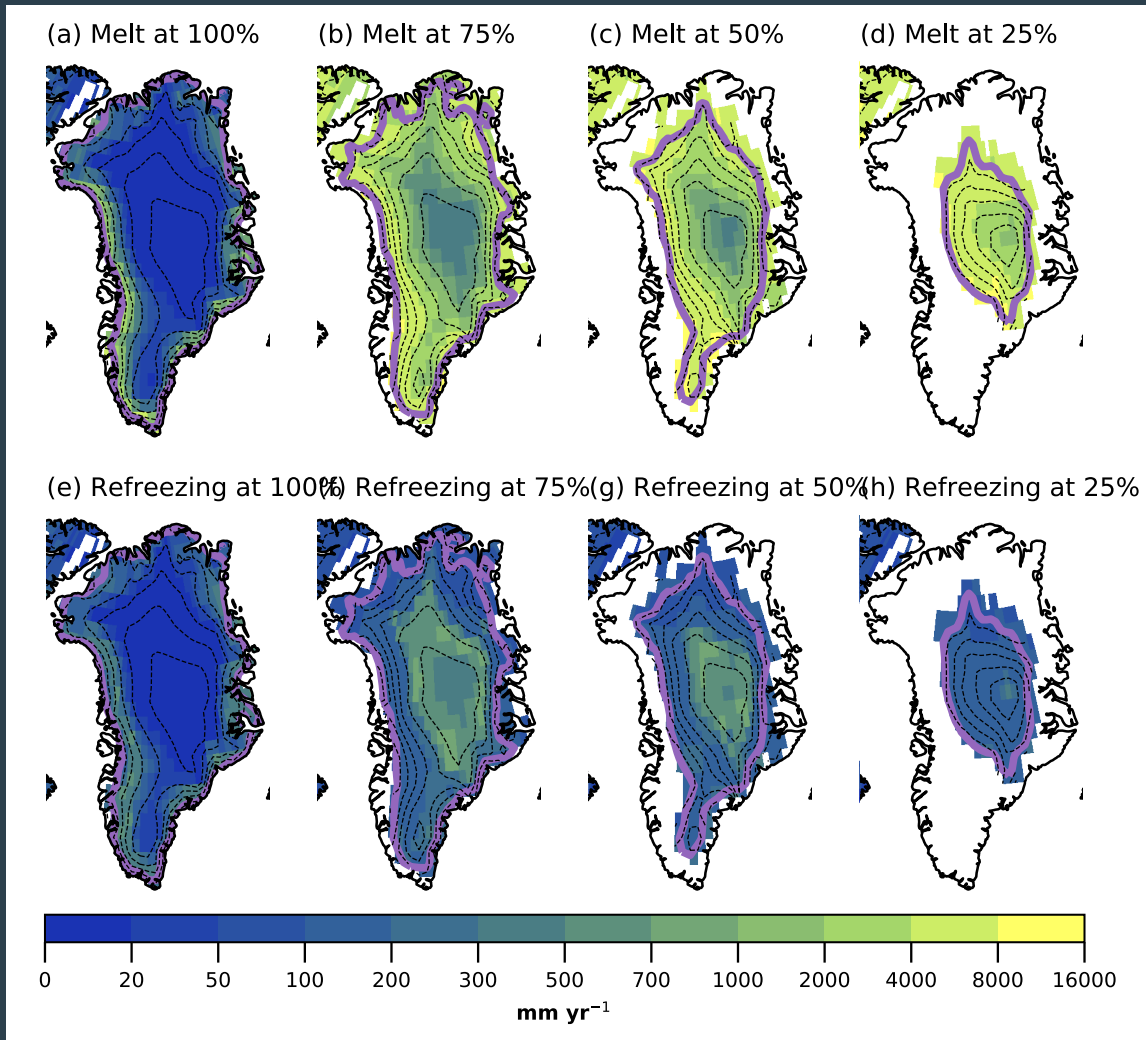 (a) Melt at 100% (b) Melt at 75% (c) Melt at 50% (d) Melt at 25%
(e) Refreezing at 100% (f) Refreezing at 75% (g) Refreezing at 50% (h) Refreezing at 25%
0 20 50 100 200 300 500 700 1000 2000 4000 8000 16000
mm yr⁻¹